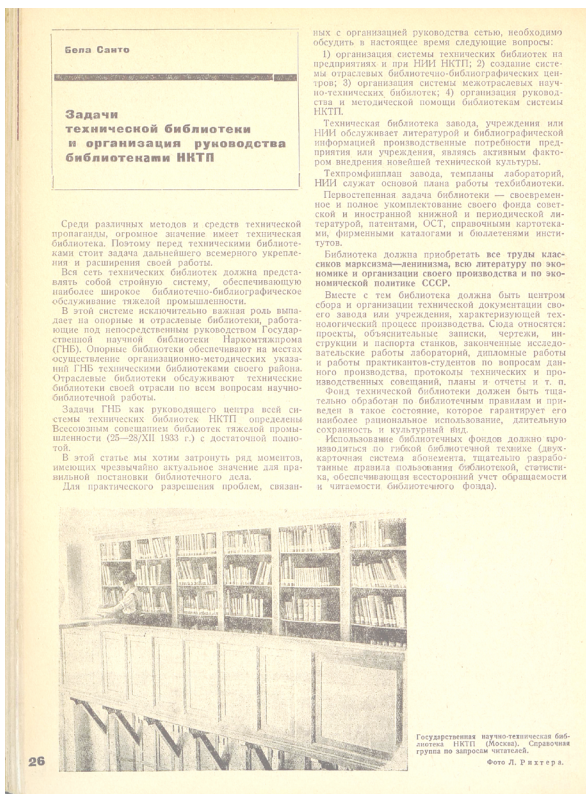 Бела Санто
Задачи
технической библиотеки
и организация руководства
библиотеками НКТП
Среди различных методов и средств технической
пропаганды, огромное значение имеет техническая
библиотека. Поэтому перед техническими библиоте-
ками стоит задача дальнейшего всемерного укрепле-
ния и расширения своей работы.
Вся сеть технических библиотек должна предста-
влять собой стройную систему, обеспечивающую
наиболее широкое библиотечно-библиографическое
обслуживание тяжелой промышленности.
В этой системе исключительно важная роль выпа-
дает на опорные и отраслевые библиотеки, работа-
ющие под непосредственным руководством Государ-
ственной научной библиотеки Наркомтяжпрома
(ГНБ). Опорные библиотеки обеспечивают на местах
осуществление организационно-методических указа-
ний ГНБ техническими библиотеками своего района.
Отраслевые библиотеки обслуживают технические
библиотеки своей отрасли по всем вопросам научно-
библиотечной работы.
Задачи ГНБ как руководящего центра всей си-
стемы технических библиотек НКТП определены
Всесоюзным совещанием библиотек тяжелой промы-
шленности (25—28/XII 1933 г.) с достаточной полно-
той.
В этой статье мы хотим затронуть ряд моментов,
имеющих чрезвычайно актуальное значение для пра-
вильной постановки библиотечного дела.
Для практического разрешения проблем, связан-
ных с организацией руководства сетью, необходимо
обсудить в настоящее время следующие вопросы:
1) организация системы технических библиотек на
предприятиях и при НИИ НКТП; 2) создание систе-
мы отраслевых библиотечно-библиографических цен-
тров; 3) организация системы межотраслевых науч-
но-технических библиотек; 4) организация руковод-
ства и методической помощи библиотекам системы
НКТП.
Техническая библиотека завода, учреждения или
НИИ обслуживает литературой и библиографической
информацией производственные потребности пред-
приятия или учреждения, являясь активным факто-
ром внедрения новейшей технической культуры.
Техпромфинплан завода, темпланы лабораторий,
НИИ служат основой плана работы техбиблиотеки.
Первостепенная задача библиотеки — своевремен-
ное и полное укомплектование своего фонда совет-
ской и иностранной книжной и периодической ли-
тературой, патентами, ОСТ, справочными картотека-
ми, фирменными каталогами и бюллетенями инсти-
тутов.
Библиотека должна приобретать все труды клас-
сиков марксизма—ленинизма, всю литературу по эко-
номике и организации своего производства и по эко-
номической политике СССР.
Вместе с тем библиотека должна быть центром
сбора и организации технической документации сво-
его завода или учреждения, характеризующей тех-
нологический процесс производства. Сюда относятся:
проекты, объяснительные записки, чертежи, ин-
струкции и паспорта станков, законченные исследо-
вательские работы лабораторий, дипломные работы
и работы практикантов-студентов по вопросам дан-
ного производства, протоколы технических и про-
изводственных совещаний, планы и отчеты и т. п.
Фонд технической библиотеки должен быть тща-
тельно обработан по библиотечным правилам и при-
веден в такое состояние, которое гарантирует его
наиболее рациональное использование, длительную
сохранность и культурный вид.
Использование библиотечных фондов должно про-
изводиться по гибкой библиотечной технике (двух-
карточная система абонемента, тщательно разрабо-
танные правила пользования библиотекой, статисти-
ка, обеспечивающая всесторонний учет обращаемости
и читаемости библиотечного фонда).
Государственная научно-техническая биб-
лиотека НКТП (Москва). Справочная
группа по запросам читателей.
Фото Л. Рихтера.
26